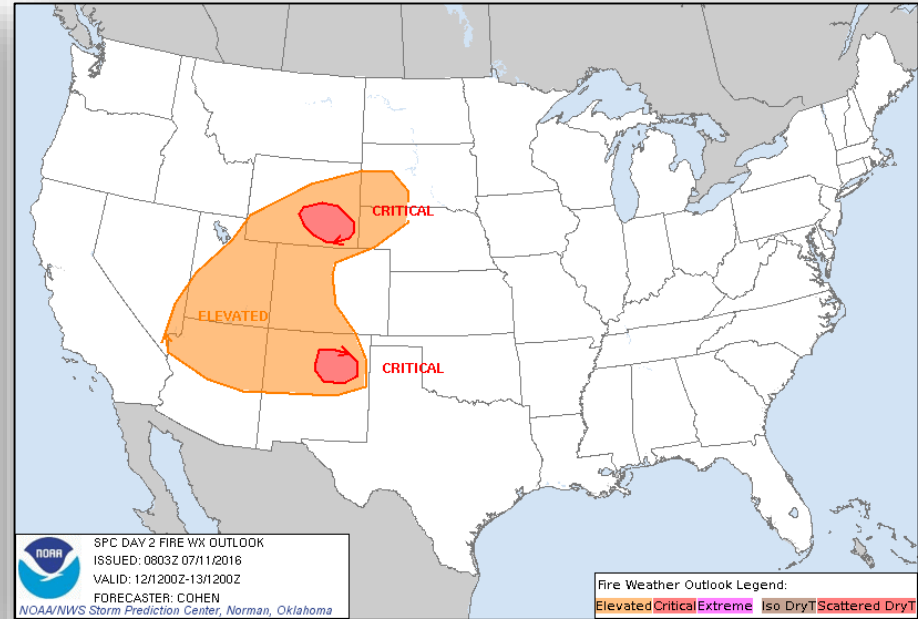 CRITICAL
ELEVATED
CRITICAL
NOAA
SPC DAY 2 FIRE WX OUTLOOK
ISSUED: 0803Z 07/11/2016
VALID: 12/1200Z-13/1200Z
FORECASTER: COHEN
NOAA/NWS Storm Prediction Center, Norman, Oklahoma
Fire Weather Outlook Legend:
Elevated Critical Extreme Iso DryT Scattered DryT